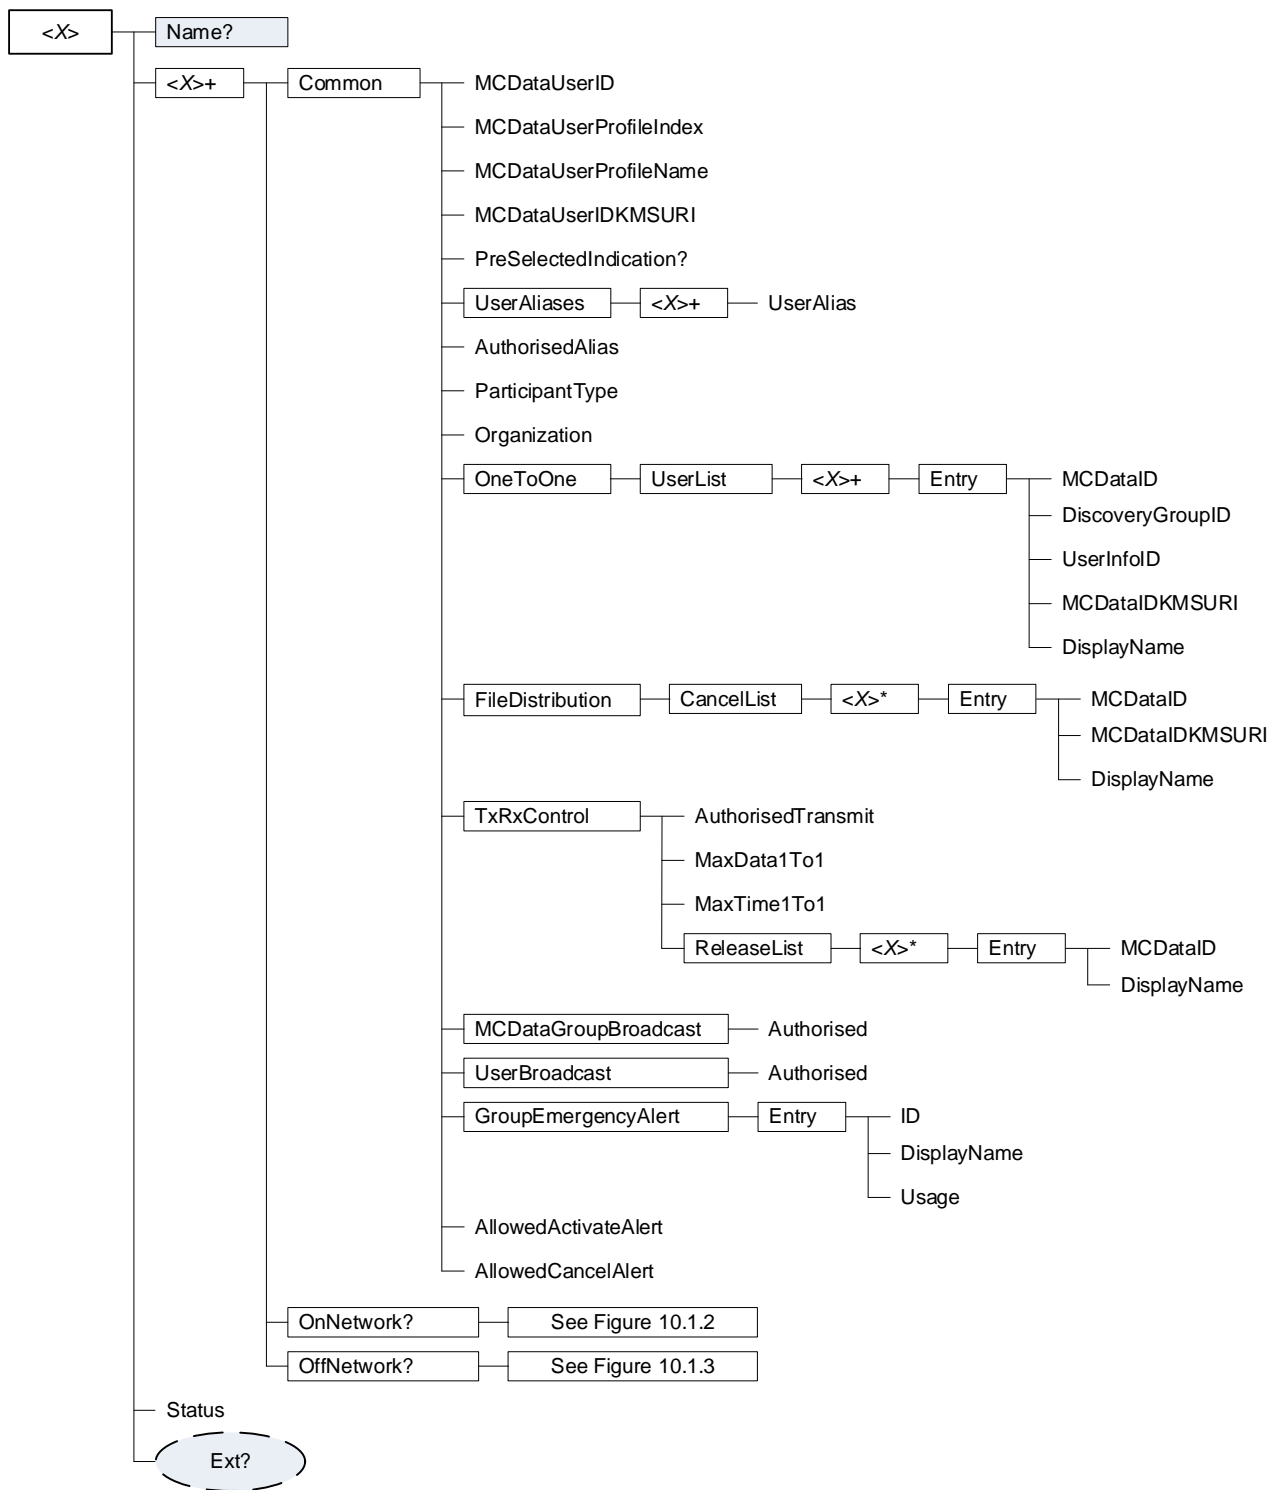 <X> Name?
<X>+ Common MCDataUserID
MCDataUserProfileIndex
MCDataUserProfileName
MCDataUserIDKMSURI
PreSelectedIndication?
UserAliases <X>+ UserAlias
AuthorisedAlias
ParticipantType
Organization
OneToOne UserList <X>+ Entry MCDataID
DiscoveryGroupID
UserInfoID
MCDataIDKMSURI
DisplayName
FileDistribution CancelList <X>* Entry MCDataID
MCDataIDKMSURI
DisplayName
TxRxControl AuthorisedTransmit
MaxData1To1
MaxTime1To1
ReleaseList <X>* Entry MCDataID
DisplayName
MCDataGroupBroadcast Authorised
UserBroadcast Authorised
GroupEmergencyAlert Entry ID
DisplayName
Usage
AllowedActivateAlert
AllowedCancelAlert
OnNetwork? See Figure 10.1.2
OffNetwork? See Figure 10.1.3
Status
Ext?